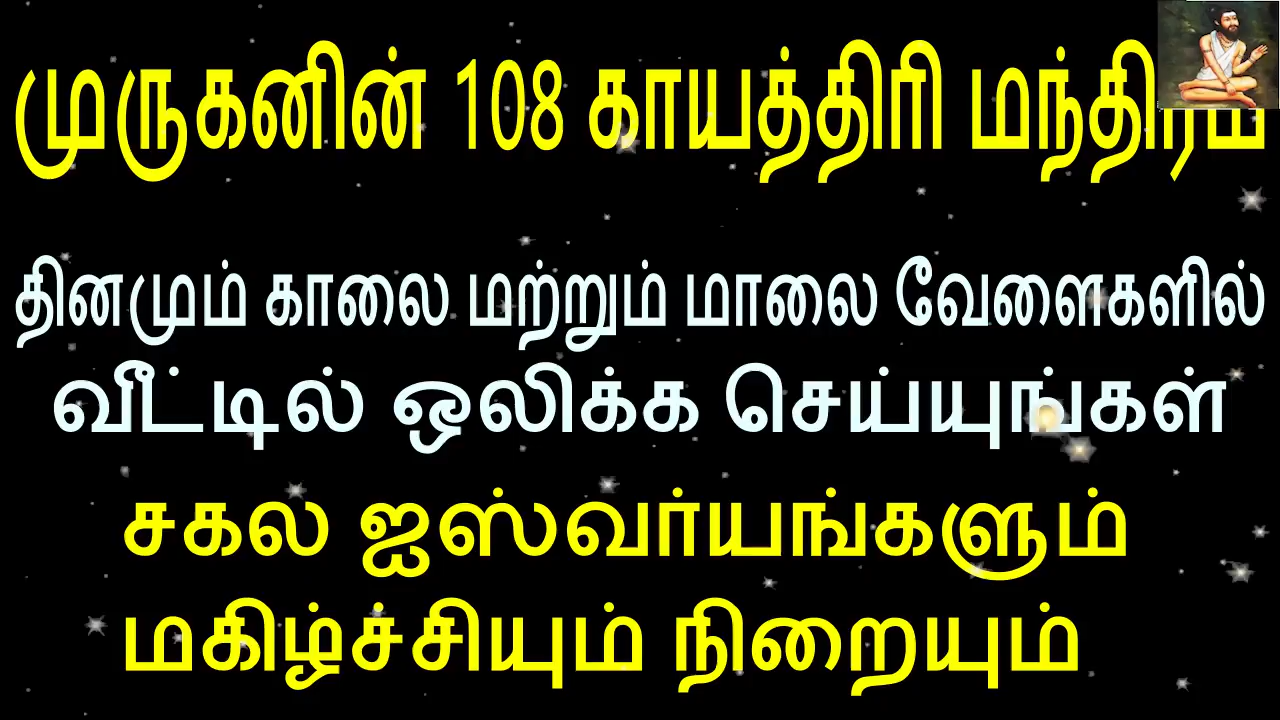 முருகனின் 108 காயத்திரி மந்திரம்
தினமும் காலை மற்றும் மாலை வேளைகளில்
வீட்டில் ஒலிக்க செய்யுங்கள்
சகல ஐஸ்வர்யங்களும்
மகிழ்ச்சியும் நிறையும்